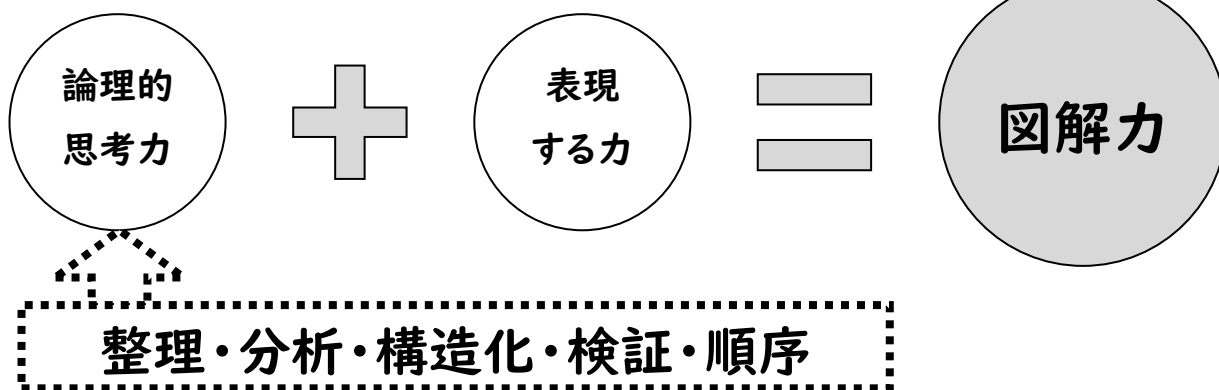 論理的
思考力
表現
する力
図解力
整理・分析・構造化・検証・順序